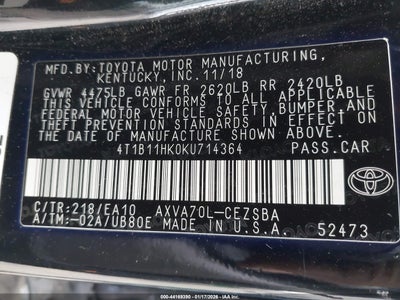 MFD.BY:TOYOTA MOTOR MANUFACTURING,
KENTUCKY, INC.11/18
GVWR 4475LB GAWR FR 2620LB RR 2420LB
THIS VEHICLE CONFORMS TO ALL APPLICABLE
FEDERAL MOTOR VEHICLE SAFETY, BUMPER, AND
THEFT PREVENTION STANDARDS IN EFFECT ON
THE DATE OF MANUFACTURE SHOWN ABOVE.
4T1B11HK0KU714364 PASS.CAR
C/TR:218/EA10 AXVA70L-CEZSBA
A/TM:-02A/UB80E MADE IN U.S.A.
TOYOTA
52473
000-44169390 - 01/17/2026 - 000349